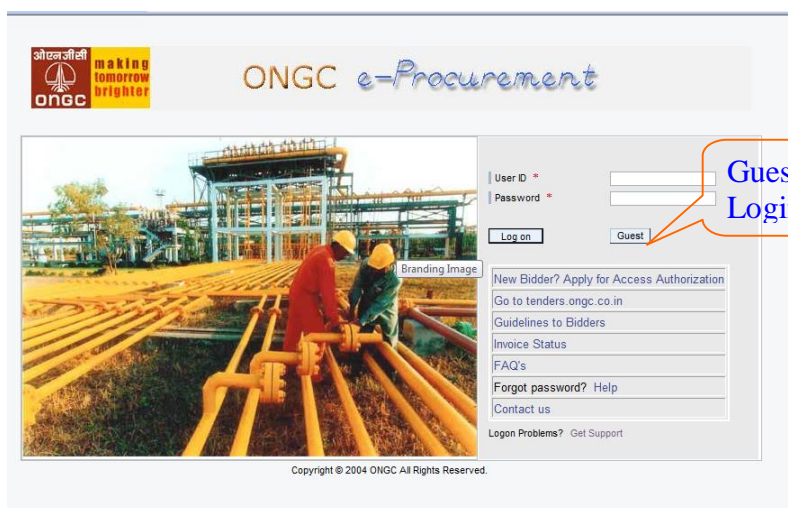 ओएनजीसी
ongc
making
tomorrow
brighter
ONGC e-Procurement
User ID *
Password *
Log on
Guest
Gues
Logi
Branding Image
New Bidder? Apply for Access Authorization
Go to tenders.ongc.co.in
Guidelines to Bidders
Invoice Status
FAQ's
Forgot password? Help
Contact us
Logon Problems? Get Support
Copyright © 2004 ONGC All Rights Reserved.